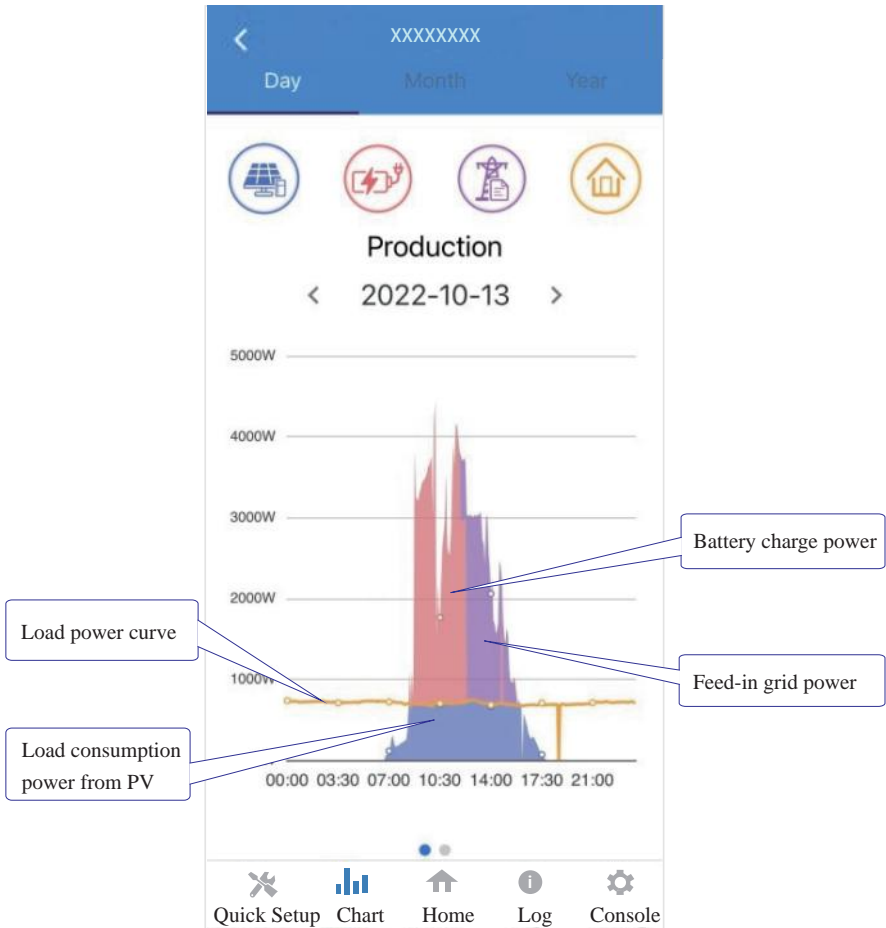 XXXXXXXX
Day Month Year
Production
2022-10-13
5000W
4000W
3000W
Battery charge power
2000W
Load power curve
1000W
Feed-in grid power
Load consumption
power from PV
00:00 03:30 07:00 10:30 14:00 17:30 21:00
Quick Setup Chart Home Log Console